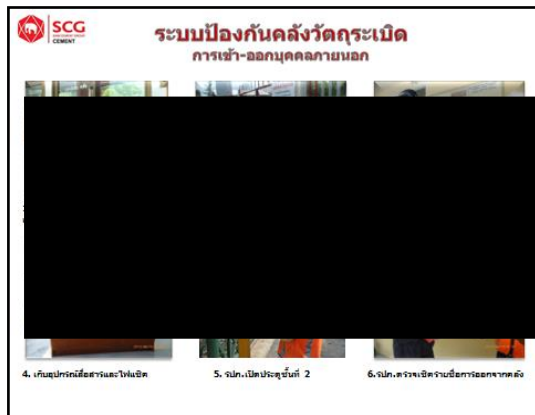 SCG
CEMENT
ระบบป้องกันคลังวัตถุระเบิด
การเข้า-ออกบุคคลภายนอก
4. เก็บอุปกรณ์สื่อสารและไฟแช็ค
5. รปภ.เปิดประตูชั้นที่ 2
6.รปภ.ตรวจเช็ครายชื่อการออกจากคลัง